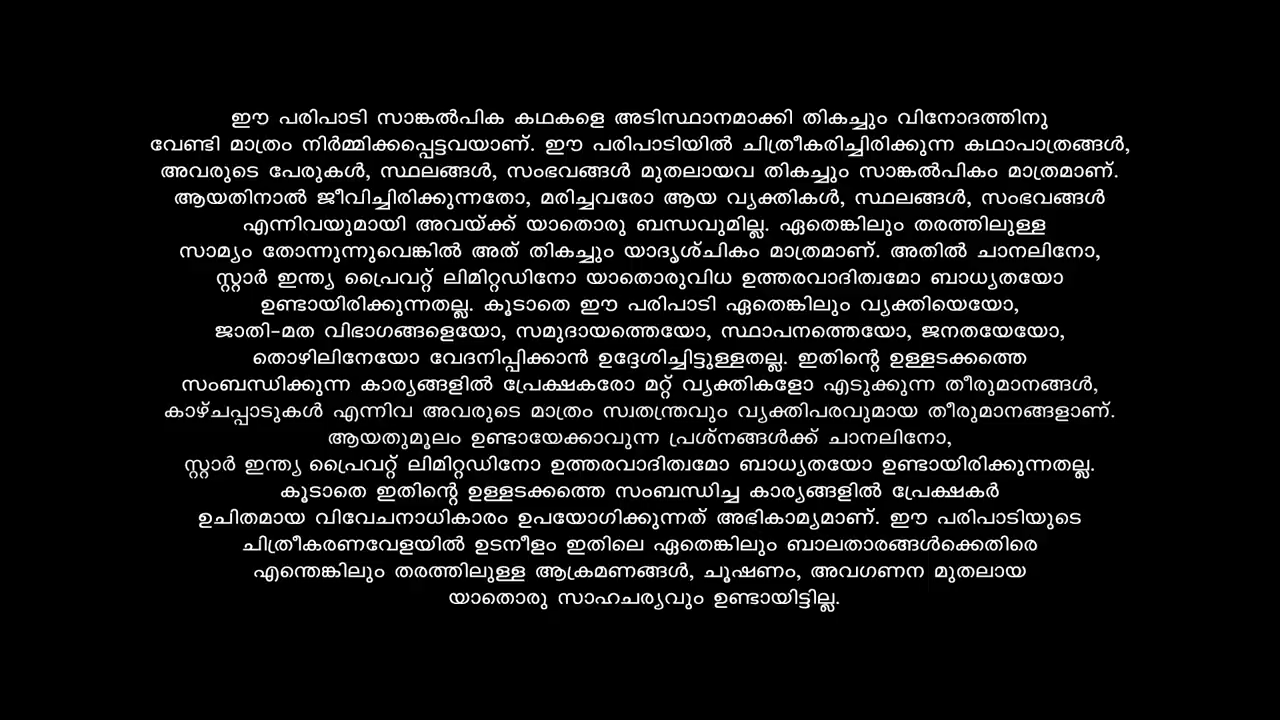 ഈ പരിപാടി സാങ്കൽപിക കഥകളെ അടിസ്ഥാനമാക്കി തികച്ചും വിനോദത്തിനു
വേണ്ടി മാത്രം നിർമ്മിക്കപ്പെട്ടവയാണ്. ഈ പരിപാടിയിൽ ചിത്രീകരിച്ചിരിക്കുന്ന കഥാപാത്രങ്ങൾ,
അവരുടെ പേരുകൾ, സ്ഥലങ്ങൾ, സംഭവങ്ങൾ മുതലായവ തികച്ചും സാങ്കൽപികം മാത്രമാണ്.
ആയതിനാൽ ജീവിച്ചിരിക്കുന്നതോ, മരിച്ചവരോ ആയ വ്യക്തികൾ, സ്ഥലങ്ങൾ, സംഭവങ്ങൾ
എന്നിവയുമായി അവയ്ക്ക് യാതൊരു ബന്ധവുമില്ല. ഏതെങ്കിലും തരത്തിലുള്ള
സാമ്യം തോന്നുന്നുവെങ്കിൽ അത് തികച്ചും യാദൃശ്ചികം മാത്രമാണ്. അതിൽ ചാനലിനോ,
സ്റ്റാർ ഇന്ത്യ പ്രൈവറ്റ് ലിമിറ്റഡിനോ യാതൊരുവിധ ഉത്തരവാദിത്വമോ ബാധ്യതയോ
ഉണ്ടായിരിക്കുന്നതല്ല. കൂടാതെ ഈ പരിപാടി ഏതെങ്കിലും വ്യക്തിയെയോ,
ജാതി-മത വിഭാഗങ്ങളെയോ, സമുദായത്തെയോ, സ്ഥാപനത്തെയോ, ജനതയേയോ,
തൊഴിലിനേയോ വേദനിപ്പിക്കാൻ ഉദ്ദേശിച്ചിട്ടുള്ളതല്ല. ഇതിന്റെ ഉള്ളടക്കത്തെ
സംബന്ധിക്കുന്ന കാര്യങ്ങളിൽ പ്രേക്ഷകരോ മറ്റ് വ്യക്തികളോ എടുക്കുന്ന തീരുമാനങ്ങൾ,
കാഴ്ചപ്പാടുകൾ എന്നിവ അവരുടെ മാത്രം സ്വതന്ത്രവും വ്യക്തിപരവുമായ തീരുമാനങ്ങളാണ്.
ആയതുമൂലം ഉണ്ടായേക്കാവുന്ന പ്രശ്നങ്ങൾക്ക് ചാനലിനോ,
സ്റ്റാർ ഇന്ത്യ പ്രൈവറ്റ് ലിമിറ്റഡിനോ ഉത്തരവാദിത്വമോ ബാധ്യതയോ ഉണ്ടായിരിക്കുന്നതല്ല.
കൂടാതെ ഇതിന്റെ ഉള്ളടക്കത്തെ സംബന്ധിച്ച കാര്യങ്ങളിൽ പ്രേക്ഷകർ
ഉചിതമായ വിവേചനാധികാരം ഉപയോഗിക്കുന്നത് അഭികാമ്യമാണ്. ഈ പരിപാടിയുടെ
ചിത്രീകരണവേളയിൽ ഉടനീളം ഇതിലെ ഏതെങ്കിലും ബാലതാരങ്ങൾക്കെതിരെ
എന്തെങ്കിലും തരത്തിലുള്ള ആക്രമണങ്ങൾ, ചൂഷണം, അവഗണന മുതലായ
യാതൊരു സാഹചര്യവും ഉണ്ടായിട്ടില്ല.